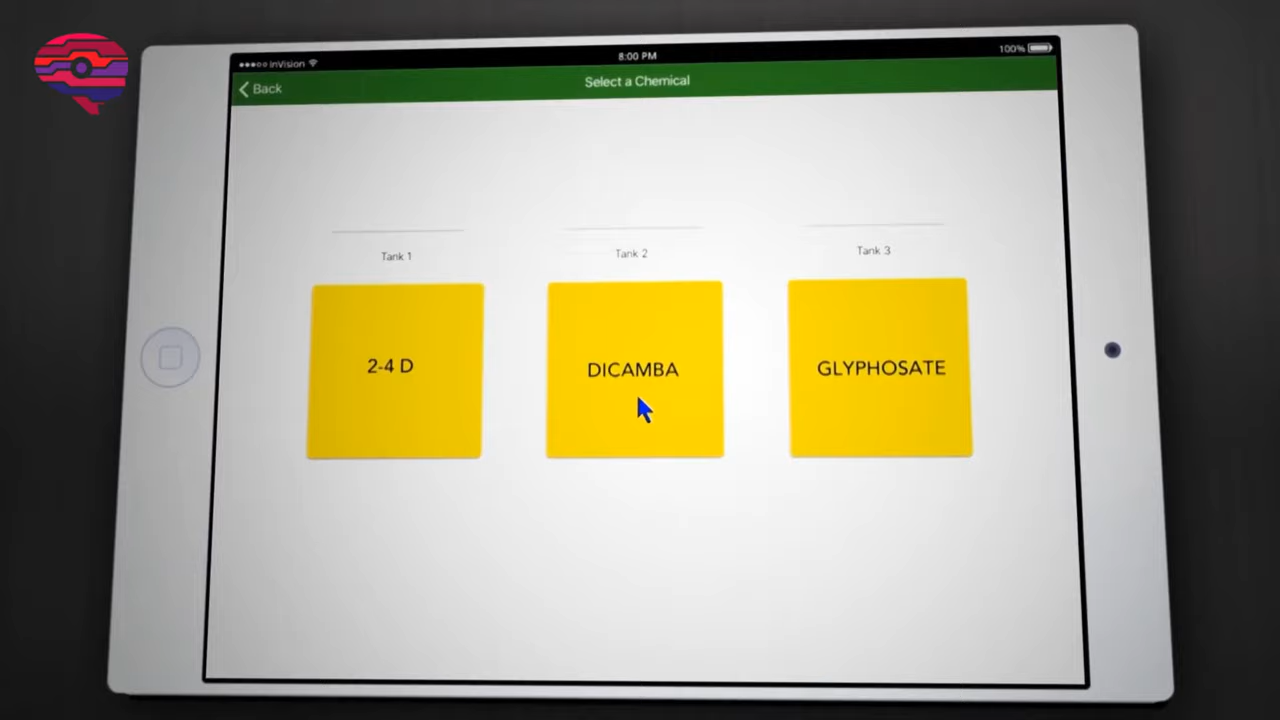 ●●●○○ InVision
8:00 PM
100%
Back
Select a Chemical
Tank 1
Tank 2
Tank 3
2-4 D
DICAMBA
GLYPHOSATE